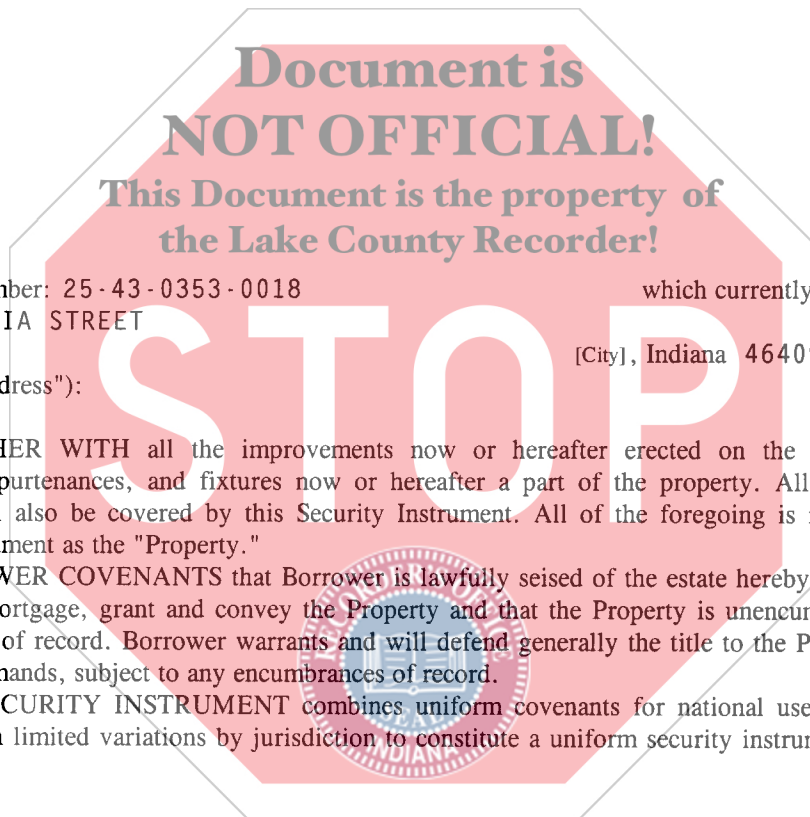 Document is
NOT OFFICIAL!
This Document is the property of
the Lake County Recorder!
mber: 25-43-0353-0018 which currently
IA STREET
[City], Indiana 4640
dress"):
STOP
HER WITH all the improvements now or hereafter erected on the
purtenances, and fixtures now or hereafter a part of the property. All
also be covered by this Security Instrument. All of the foregoing is
ment as the "Property."
WER COVENANTS that Borrower is lawfully seised of the estate hereby
ortgage, grant and convey the Property and that the Property is unencu
of record. Borrower warrants and will defend generally the title to the P
nands, subject to any encumbrances of record.
CURITY INSTRUMENT combines uniform covenants for national use
limited variations by jurisdiction to constitute a uniform security instru
RECORDER'S OFFICE
SEAL
INDIANA